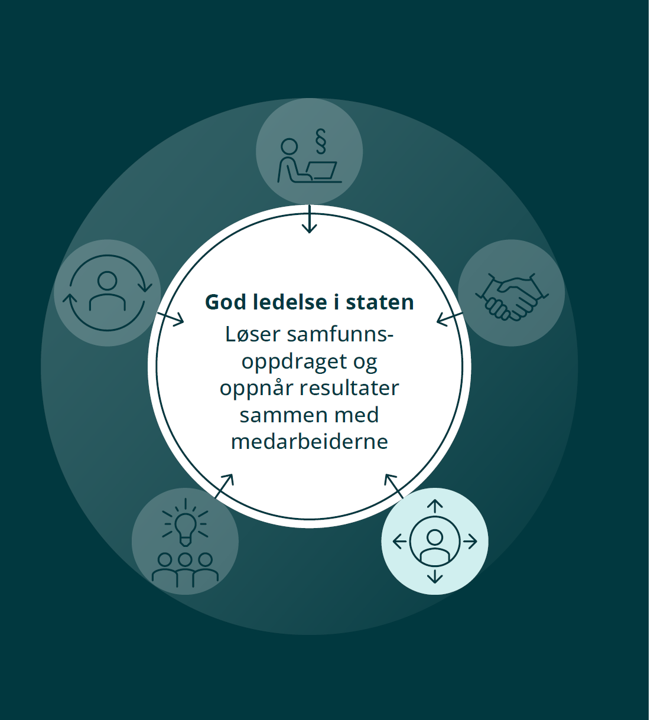 §
God ledelse i staten
Løser samfunns-
oppdraget og
oppnår resultater
sammen med
medarbeiderne